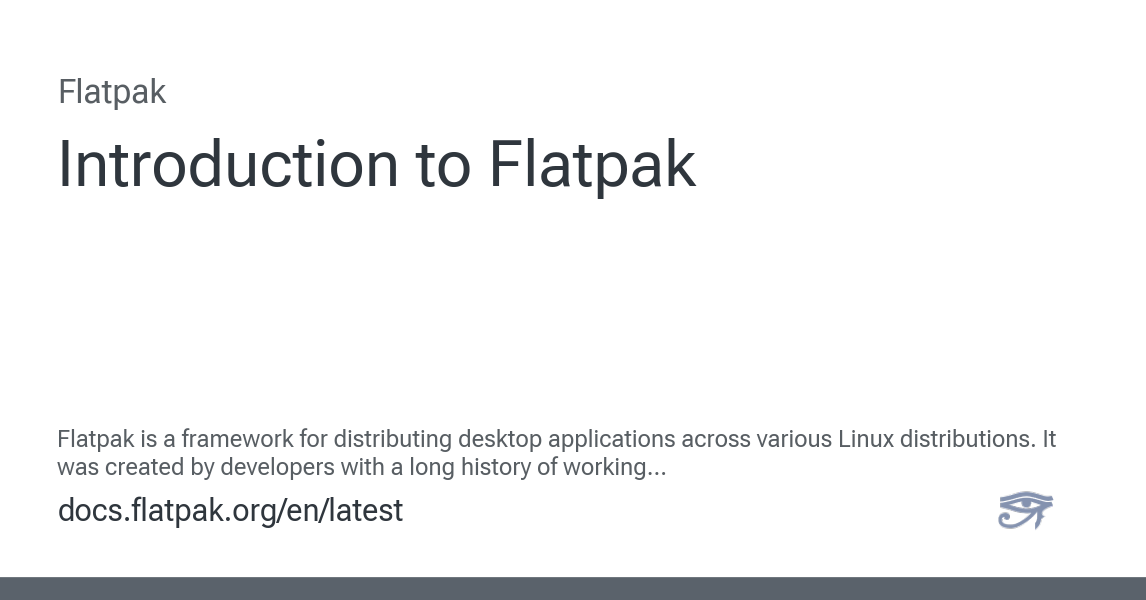 Flatpak
Introduction to Flatpak
Flatpak is a framework for distributing desktop applications across various Linux distributions. It
was created by developers with a long history of working...
docs.flatpak.org/en/latest